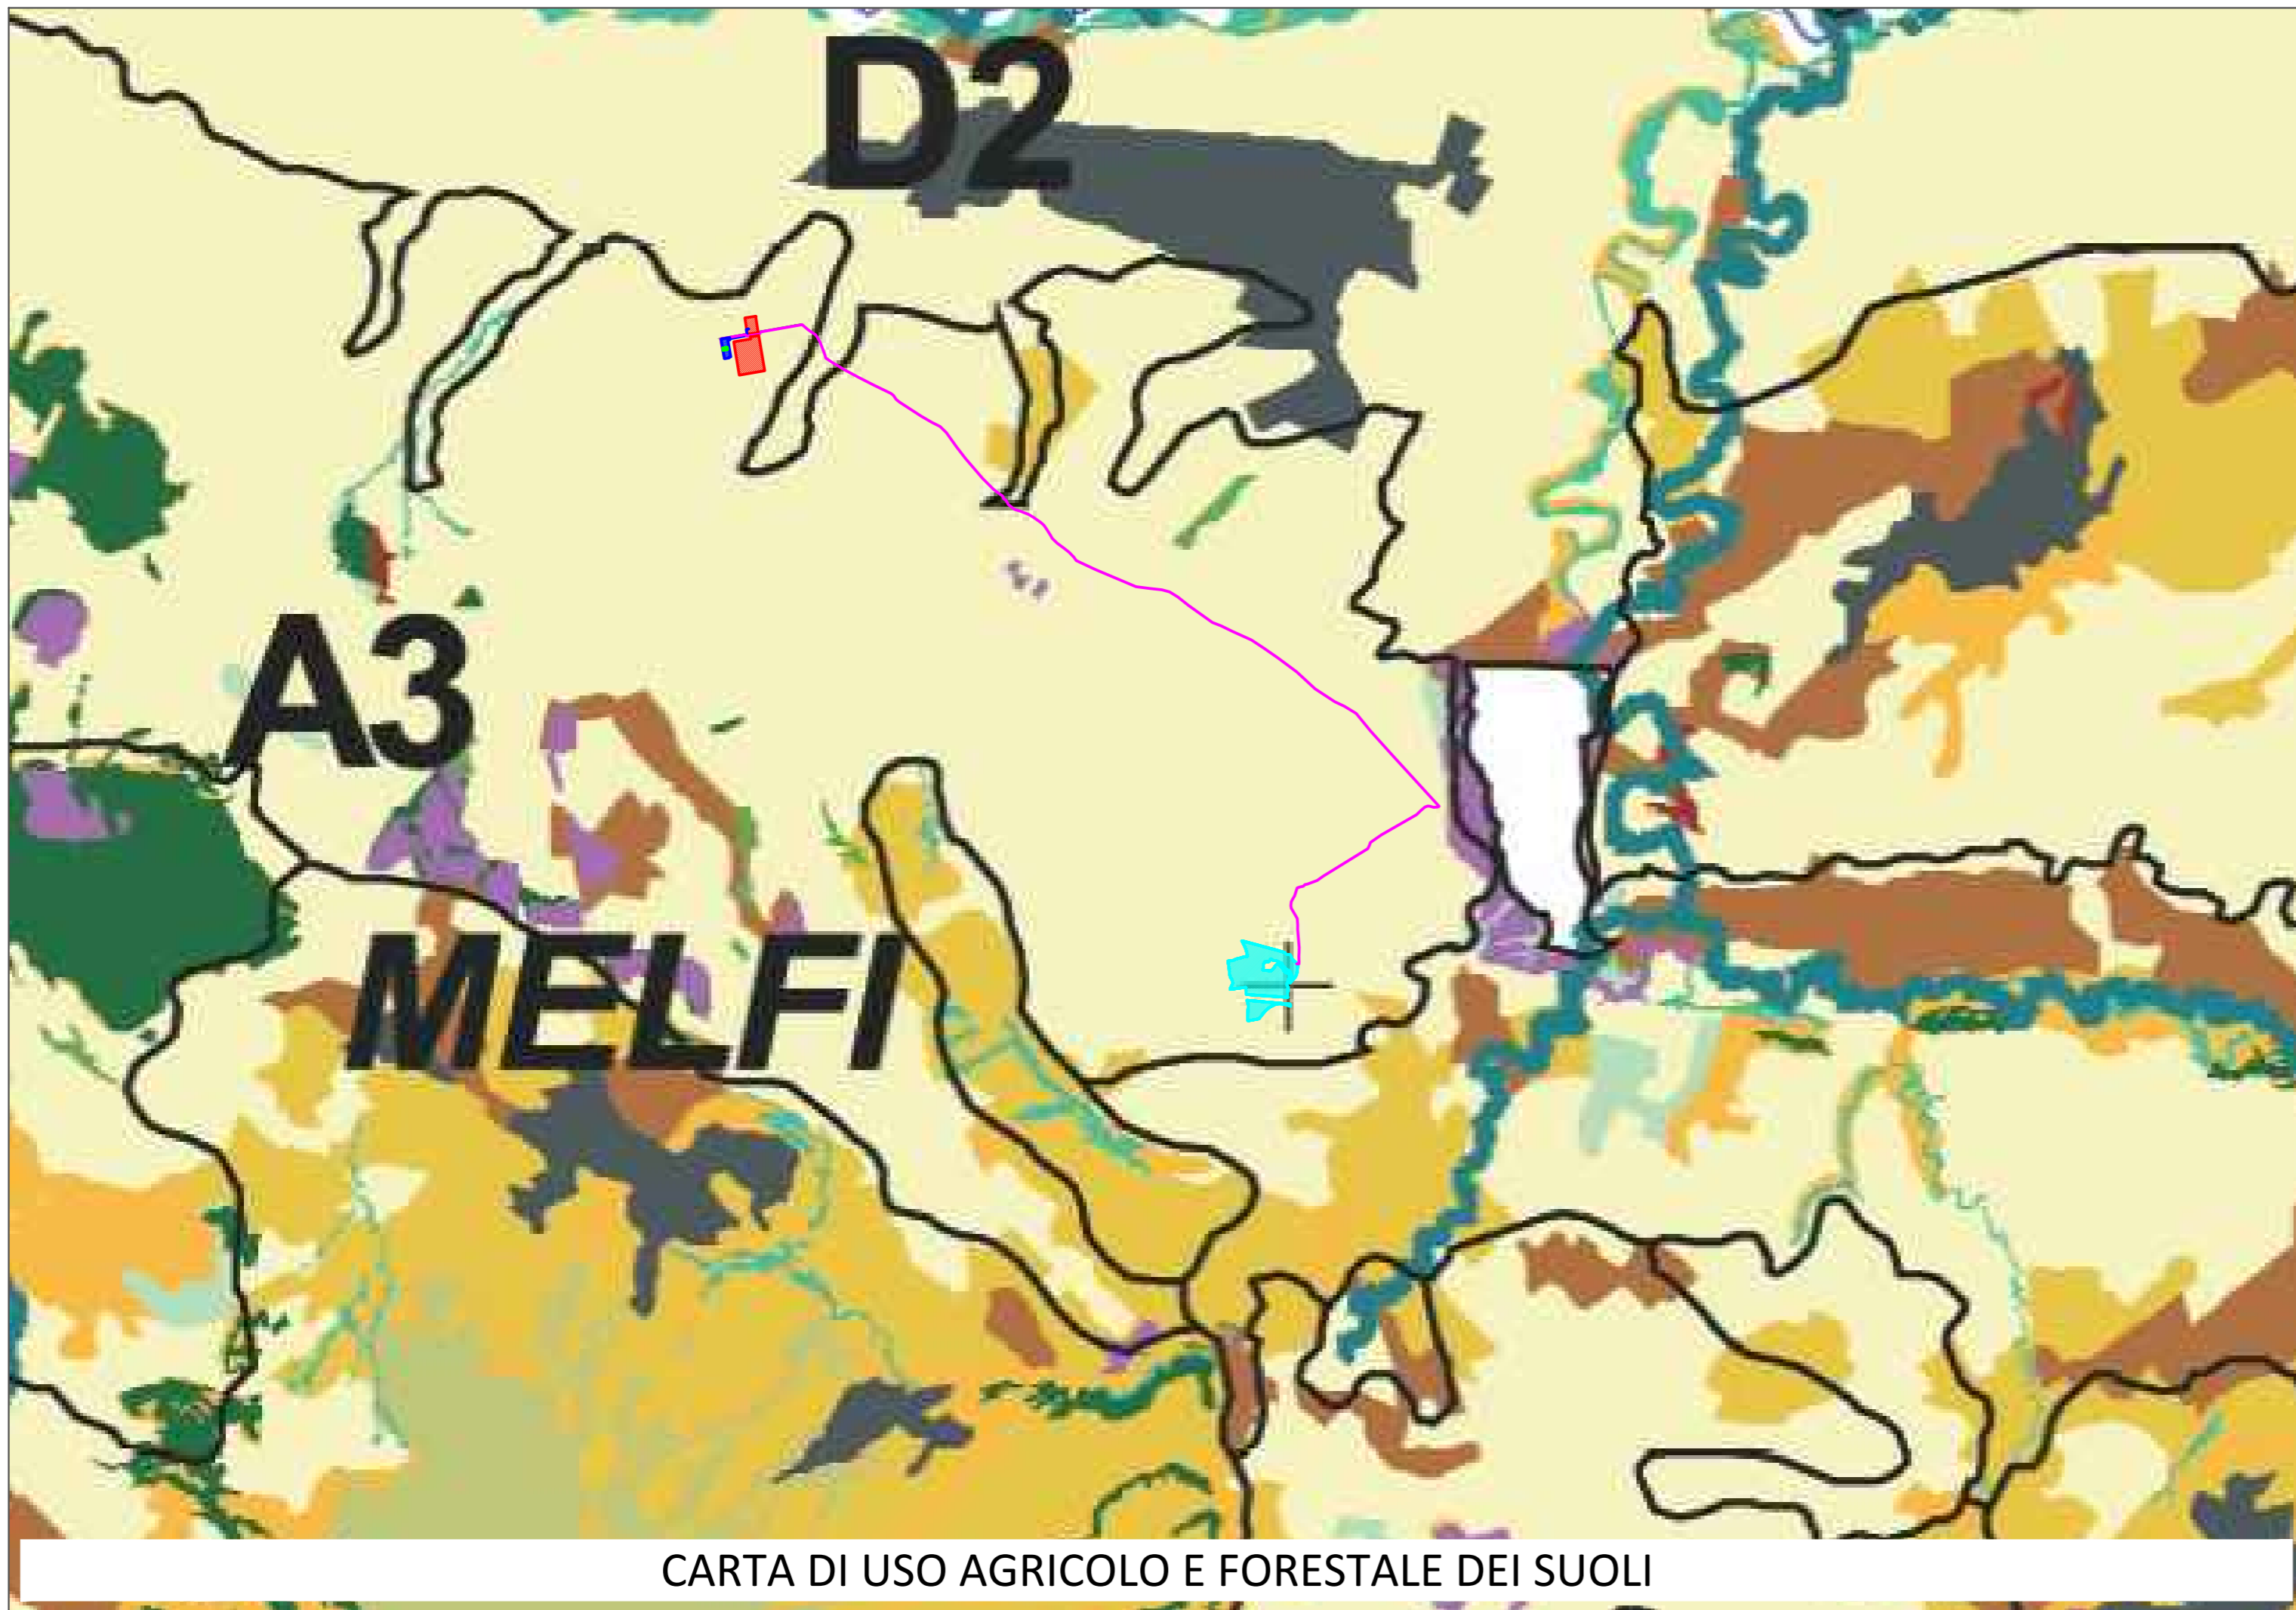 D2
A3
MELFI
CARTA DI USO AGRICOLO E FORESTALE DEI SUOLI